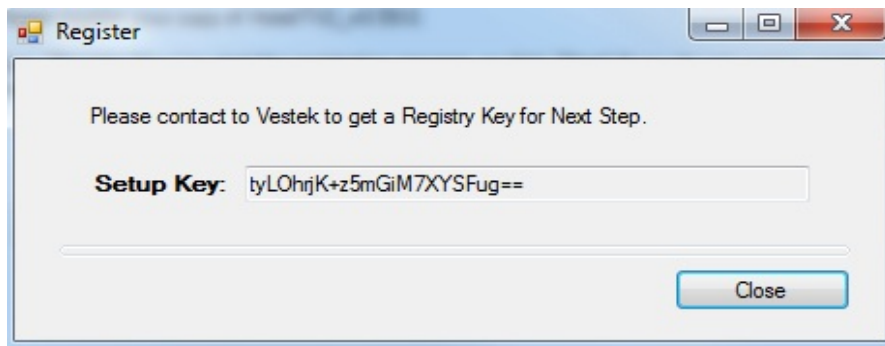 Register
Please contact to Vestek to get a Registry Key for Next Step.
Setup Key: tyLOhrjK+z5mGiM7XYSFug==
Close